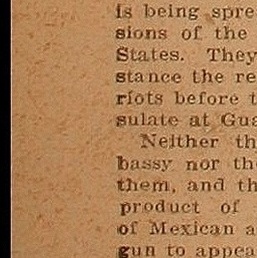 is being spre
sions of the
States. They
stance the re
riots before t
sulate at Gua
Neither th
bassy nor the
them, and th
product of
of Mexican a
gun to appea